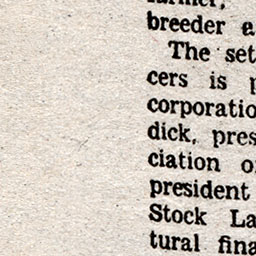 farmer,
breeder a
The set
cers is p
corporatio
dick, pres
ciation o
president
Stock La
tural fina